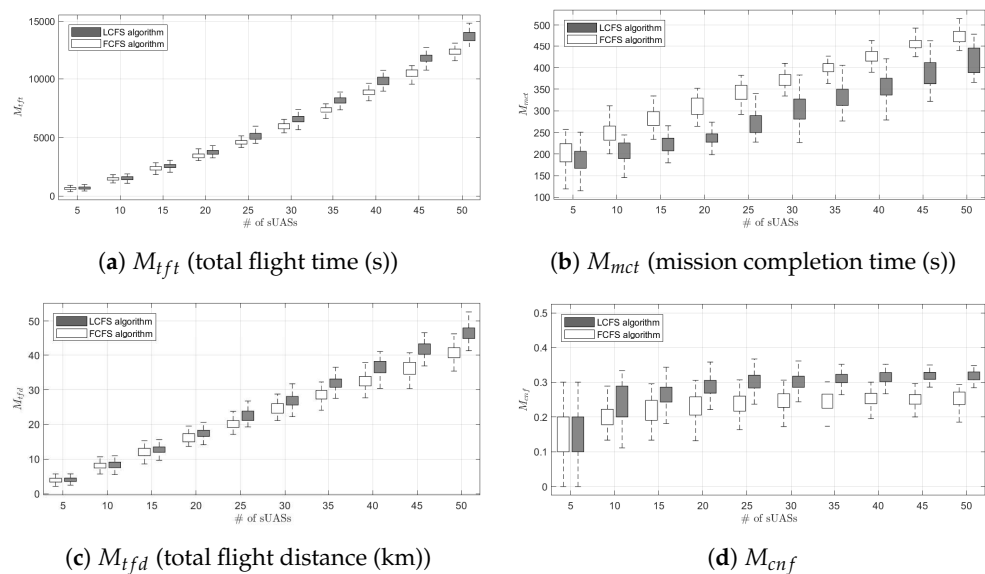 15000
10000
5000
0
M_tft
LCFS algorithm
FCFS algorithm
5 10 15 20 25 30 35 40 45 50
# of sUASs
(a) M_tft (total flight time (s))
500
450
400
350
300
250
200
150
100
M_mct
FCFS algorithm
LCFS algorithm
5 10 15 20 25 30 35 40 45 50
# of sUASs
(b) M_mct (mission completion time (s))
50
40
30
20
10
0
M_tfd
LCFS algorithm
FCFS algorithm
5 10 15 20 25 30 35 40 45 50
# of sUASs
(c) M_tfd (total flight distance (km))
0.5
0.4
0.3
0.2
0.1
0
M_cnf
LCFS algorithm
FCFS algorithm
5 10 15 20 25 30 35 40 45 50
# of sUASs
(d) M_cnf